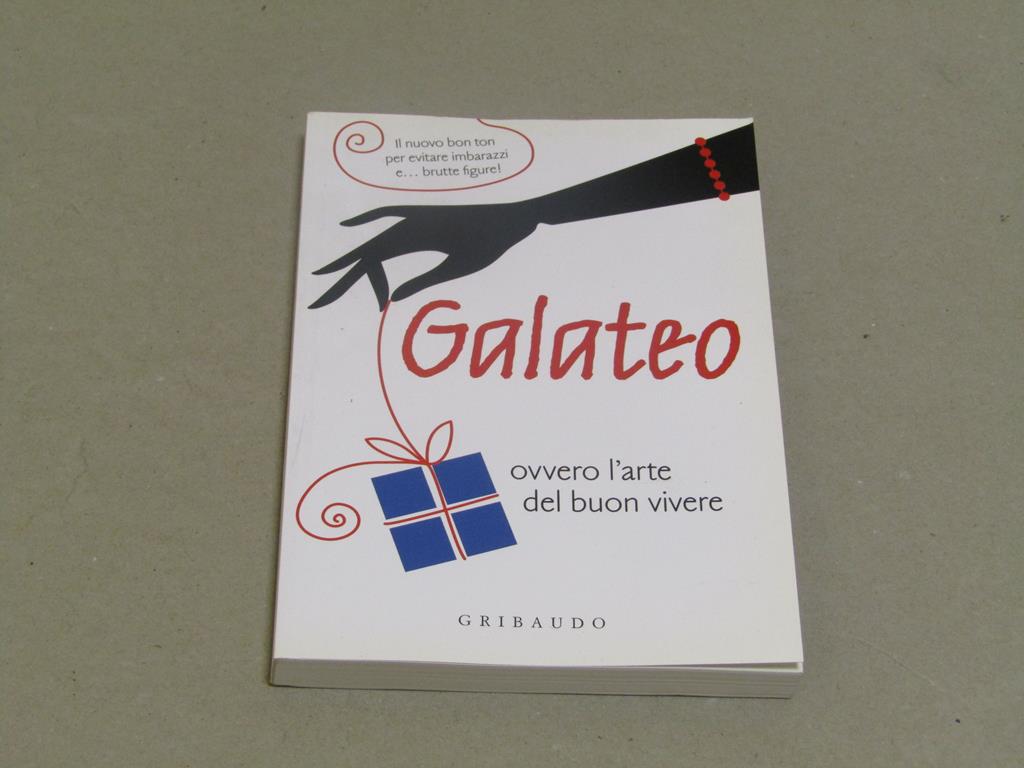 Il nuovo bon ton
per evitare imbarazzi
e... brutte figure!
Galateo
ovvero l'arte
del buon vivere
GRIBAUDO